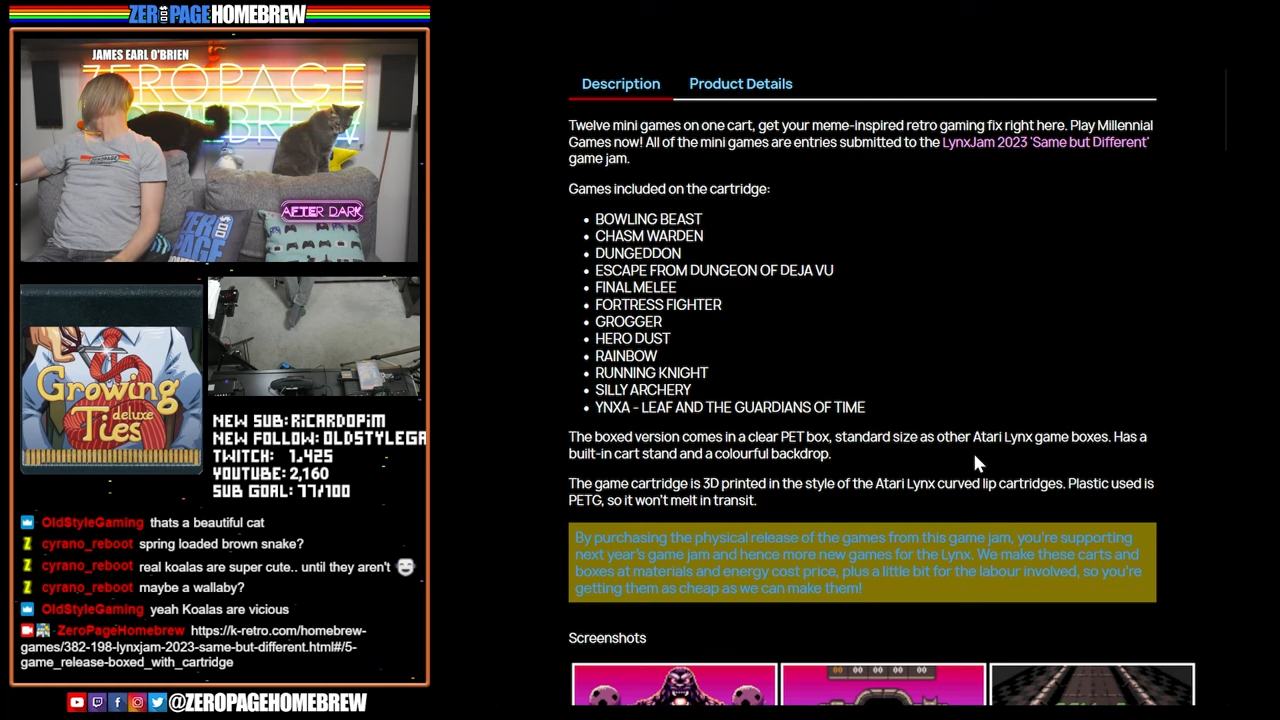 ZEROPAGEHOMEBREW
JAMES EARL O'BRIEN
ZEROPAGE
HOMEBREW
AFTER DARK
ZERO
PAGE
Growing
deluxe
Ties
NEW SUB: RICARDOPIM
NEW FOLLOW: OLDSTYLEGA
TWITCH: 1,425
YOUTUBE: 2,160
SUB GOAL: 77/100
OldStyleGaming thats a beautiful cat
cyrano_reboot spring loaded brown snake?
cyrano_reboot real koalas are super cute.. until they aren't
cyrano_reboot maybe a wallaby?
OldStyleGaming yeah Koalas are vicious
ZeroPageHomebrew https://k-retro.com/homebrew-
games/382-198-lynxjam-2023-same-but-different.html#/5-
game_release-boxed_with_cartridge
@ZEROPAGEHOMEBREW
Description Product Details
Twelve mini games on one cart, get your meme-inspired retro gaming fix right here. Play Millennial
Games now! All of the mini games are entries submitted to the LynxJam 2023 'Same but Different'
game jam.
Games included on the cartridge:
• BOWLING BEAST
• CHASM WARDEN
• DUNGEDDON
• ESCAPE FROM DUNGEON OF DEJA VU
• FINAL MELEE
• FORTRESS FIGHTER
• GROGGER
• HERO DUST
• RAINBOW
• RUNNING KNIGHT
• SILLY ARCHERY
• YNXA - LEAF AND THE GUARDIANS OF TIME
The boxed version comes in a clear PET box, standard size as other Atari Lynx game boxes. Has a
built-in cart stand and a colourful backdrop.
The game cartridge is 3D printed in the style of the Atari Lynx curved lip cartridges. Plastic used is
PETG, so it won't melt in transit.
By purchasing the physical release of the games from this game jam, you're supporting
next year's game jam and hence more new games for the Lynx. We make these carts and
boxes at materials and energy cost price, plus a little bit for the labour involved, so you're
getting them as cheap as we can make them!
Screenshots
00 00 00 00 00